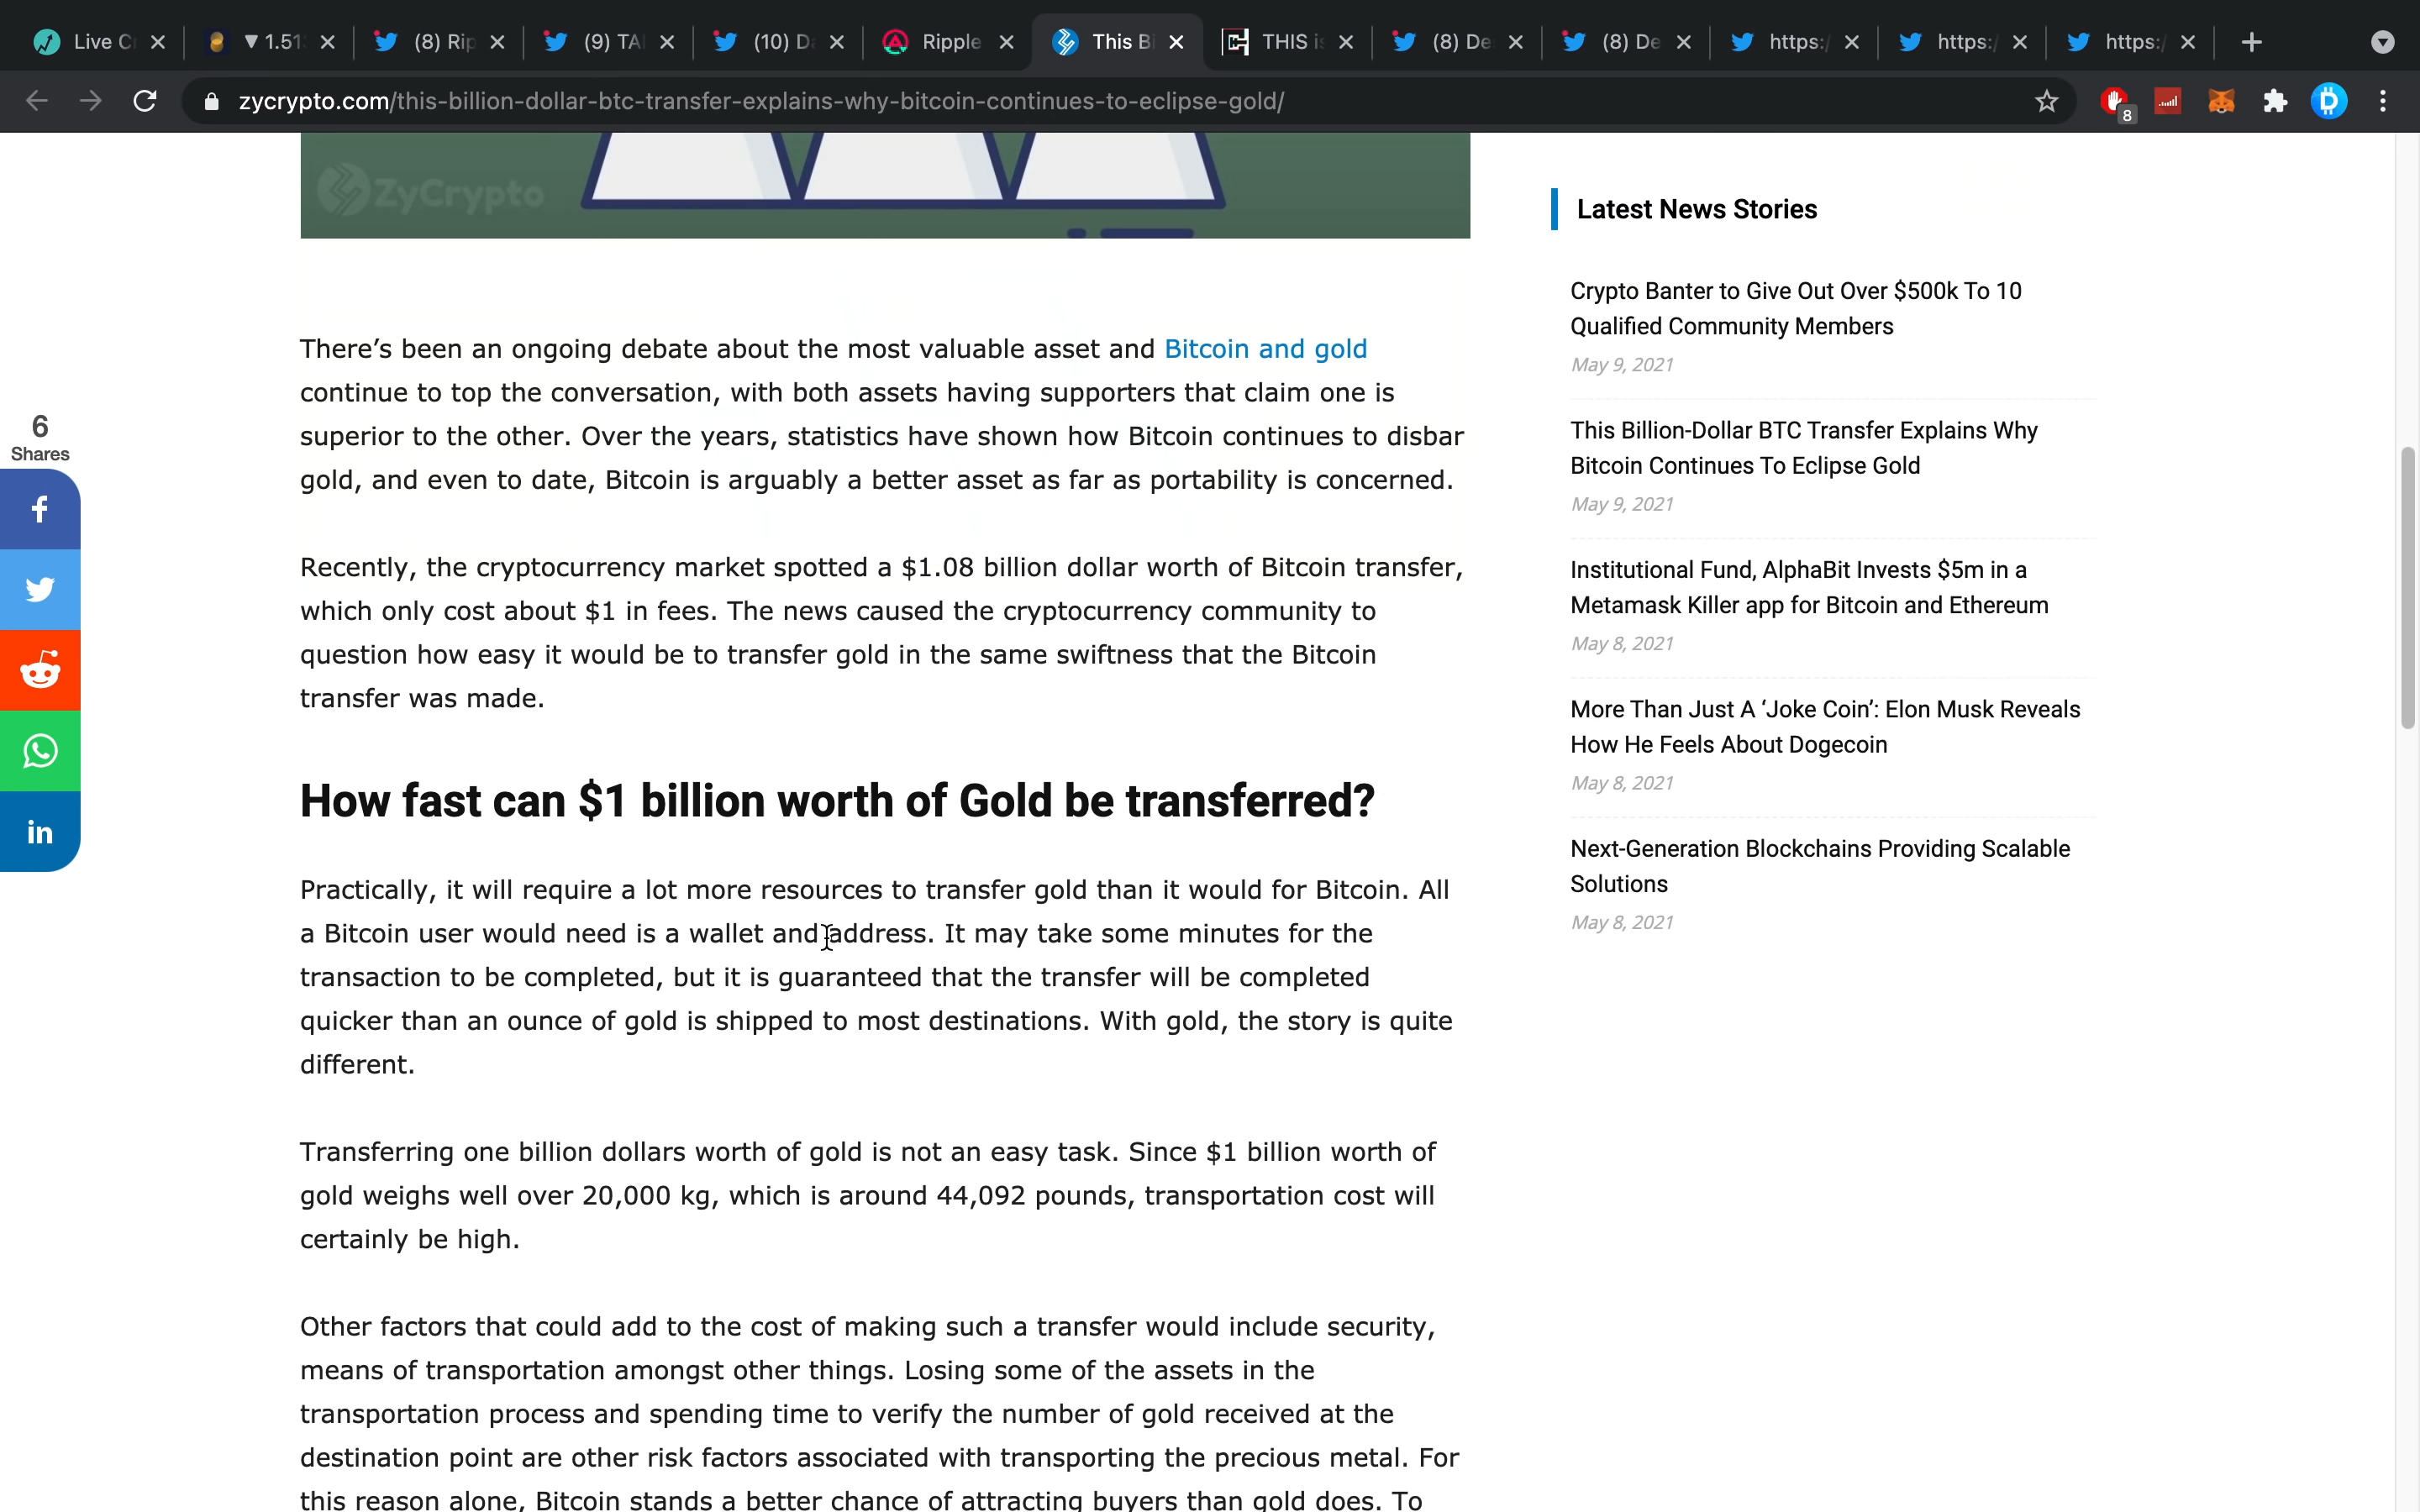 Live C
▼ 1.51
(8) Rip
(9) TA
(10) Da
Ripple
This Bi
THIS is
(8) De
(8) De
https:/
https:/
https:/
zycrypto.com/this-billion-dollar-btc-transfer-explains-why-bitcoin-continues-to-eclipse-gold/
8
ZyCrypto
6
Shares
There’s been an ongoing debate about the most valuable asset and Bitcoin and gold
continue to top the conversation, with both assets having supporters that claim one is
superior to the other. Over the years, statistics have shown how Bitcoin continues to disbar
gold, and even to date, Bitcoin is arguably a better asset as far as portability is concerned.
Recently, the cryptocurrency market spotted a $1.08 billion dollar worth of Bitcoin transfer,
which only cost about $1 in fees. The news caused the cryptocurrency community to
question how easy it would be to transfer gold in the same swiftness that the Bitcoin
transfer was made.
How fast can $1 billion worth of Gold be transferred?
Practically, it will require a lot more resources to transfer gold than it would for Bitcoin. All
a Bitcoin user would need is a wallet and address. It may take some minutes for the
transaction to be completed, but it is guaranteed that the transfer will be completed
quicker than an ounce of gold is shipped to most destinations. With gold, the story is quite
different.
Transferring one billion dollars worth of gold is not an easy task. Since $1 billion worth of
gold weighs well over 20,000 kg, which is around 44,092 pounds, transportation cost will
certainly be high.
Other factors that could add to the cost of making such a transfer would include security,
means of transportation amongst other things. Losing some of the assets in the
transportation process and spending time to verify the number of gold received at the
destination point are other risk factors associated with transporting the precious metal. For
this reason alone, Bitcoin stands a better chance of attracting buyers than gold does. To
Latest News Stories
Crypto Banter to Give Out Over $500k To 10
Qualified Community Members
May 9, 2021
This Billion-Dollar BTC Transfer Explains Why
Bitcoin Continues To Eclipse Gold
May 9, 2021
Institutional Fund, AlphaBit Invests $5m in a
Metamask Killer app for Bitcoin and Ethereum
May 8, 2021
More Than Just A ‘Joke Coin’: Elon Musk Reveals
How He Feels About Dogecoin
May 8, 2021
Next-Generation Blockchains Providing Scalable
Solutions
May 8, 2021